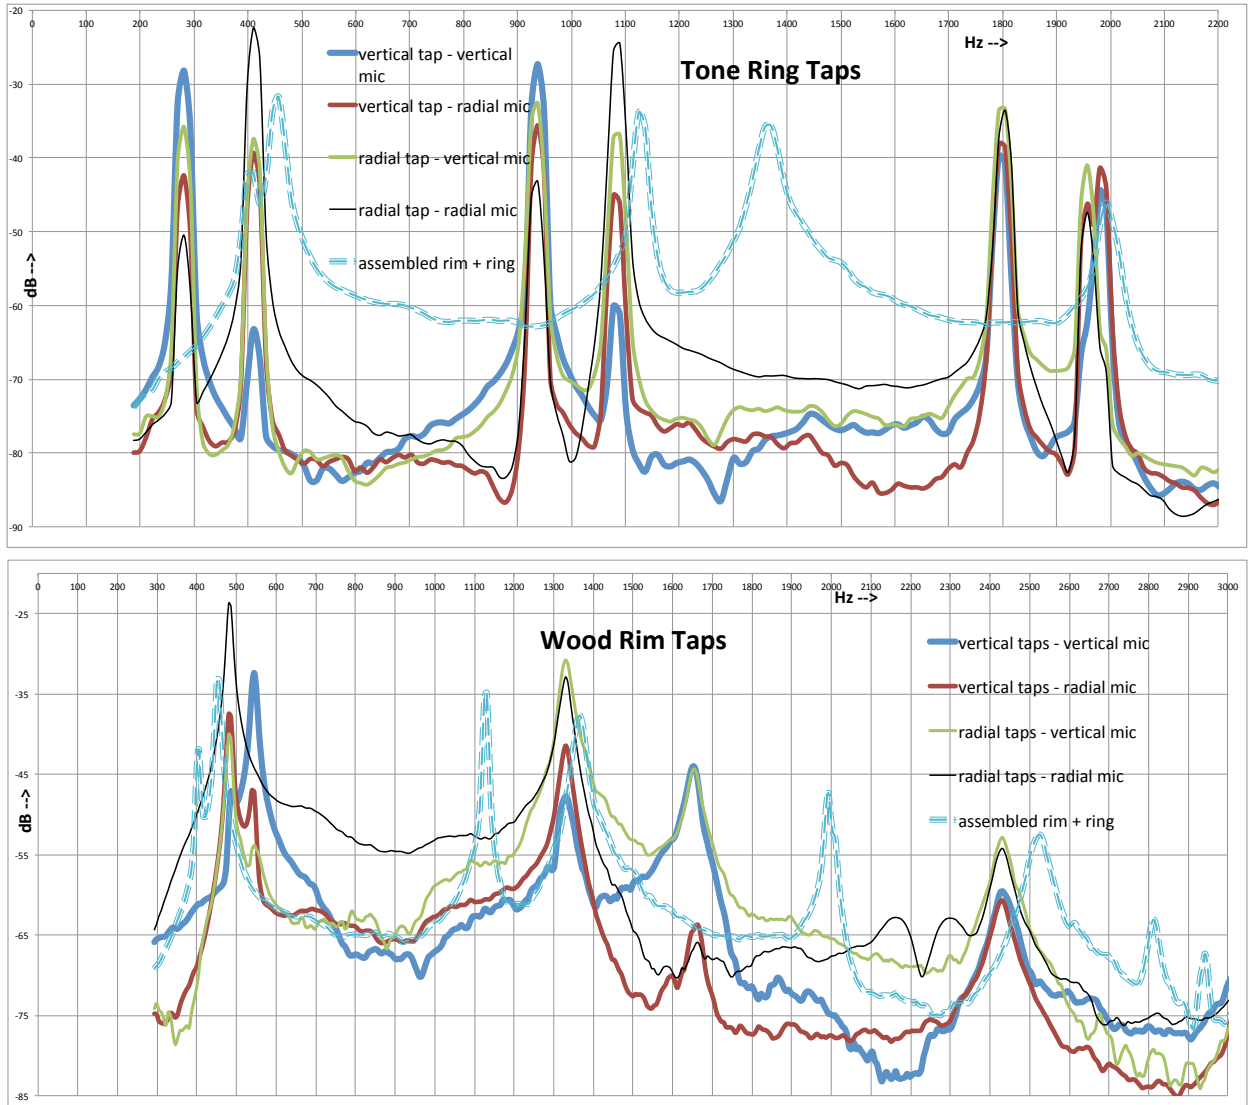 -20
0 100 200 300 400 500 600 700 800 900 1000 1100 1200 1300 1400 1500 1600 1700 1800 1900 2000 2100 2200
Hz -->
Tone Ring Taps
vertical tap - vertical
mic
vertical tap - radial mic
radial tap - vertical mic
radial tap - radial mic
assembled rim + ring
-30
-40
-50
dB -->
-60
-70
-80
-90
0 100 200 300 400 500 600 700 800 900 1000 1100 1200 1300 1400 1500 1600 1700 1800 1900 2000 2100 2200 2300 2400 2500 2600 2700 2800 2900 3000
Hz -->
-25
Wood Rim Taps
vertical taps - vertical mic
vertical taps - radial mic
radial taps - vertical mic
radial taps - radial mic
assembled rim + ring
-35
-45
dB -->
-55
-65
-75
-85